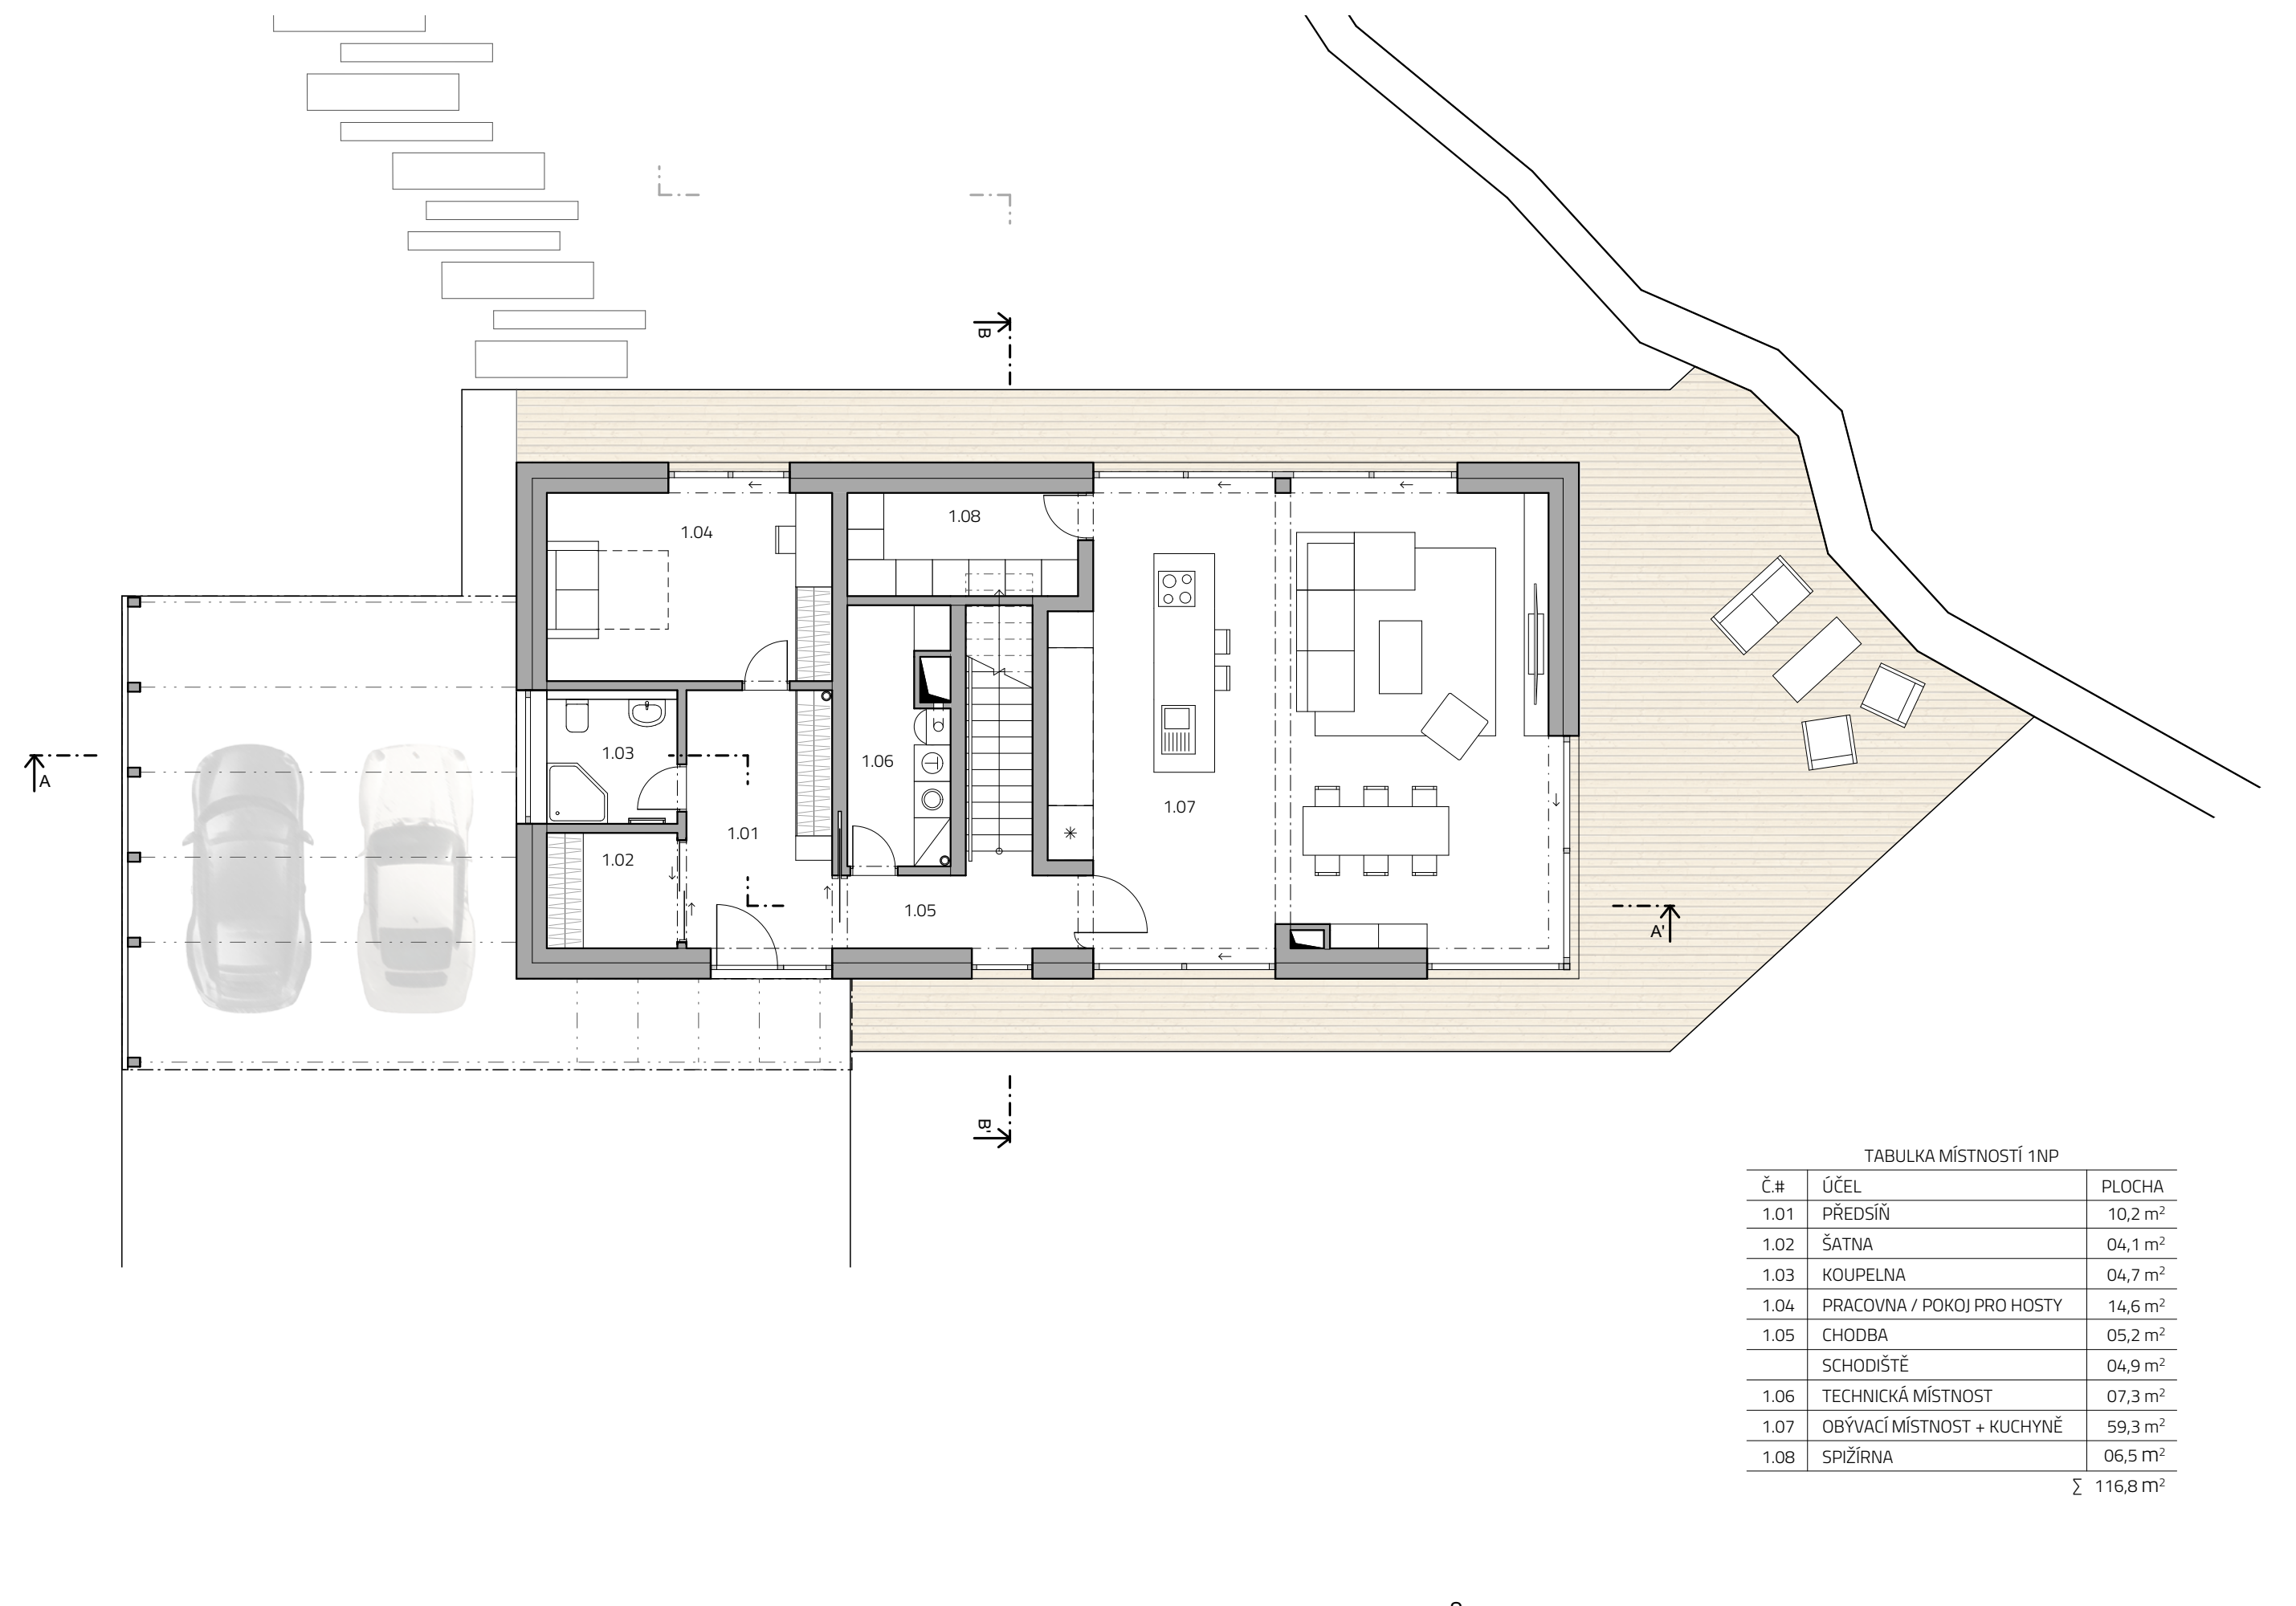 B
1.04
1.08
1.03
A
1.06
1.07
1.01
1.02
1.05
A'
B'
TABULKA MÍSTNOSTÍ 1NP
Č.# ÚČEL PLOCHA
1.01 PŘEDSÍŇ 10,2 m²
1.02 ŠATNA 04,1 m²
1.03 KOUPELNA 04,7 m²
1.04 PRACOVNA / POKOJ PRO HOSTY 14,6 m²
1.05 CHODBA 05,2 m²
SCHODIŠTĚ 04,9 m²
1.06 TECHNICKÁ MÍSTNOST 07,3 m²
1.07 OBÝVACÍ MÍSTNOST + KUCHYNĚ 59,3 m²
1.08 SPIŽÍRNA 06,5 m²
∑ 116,8 m²